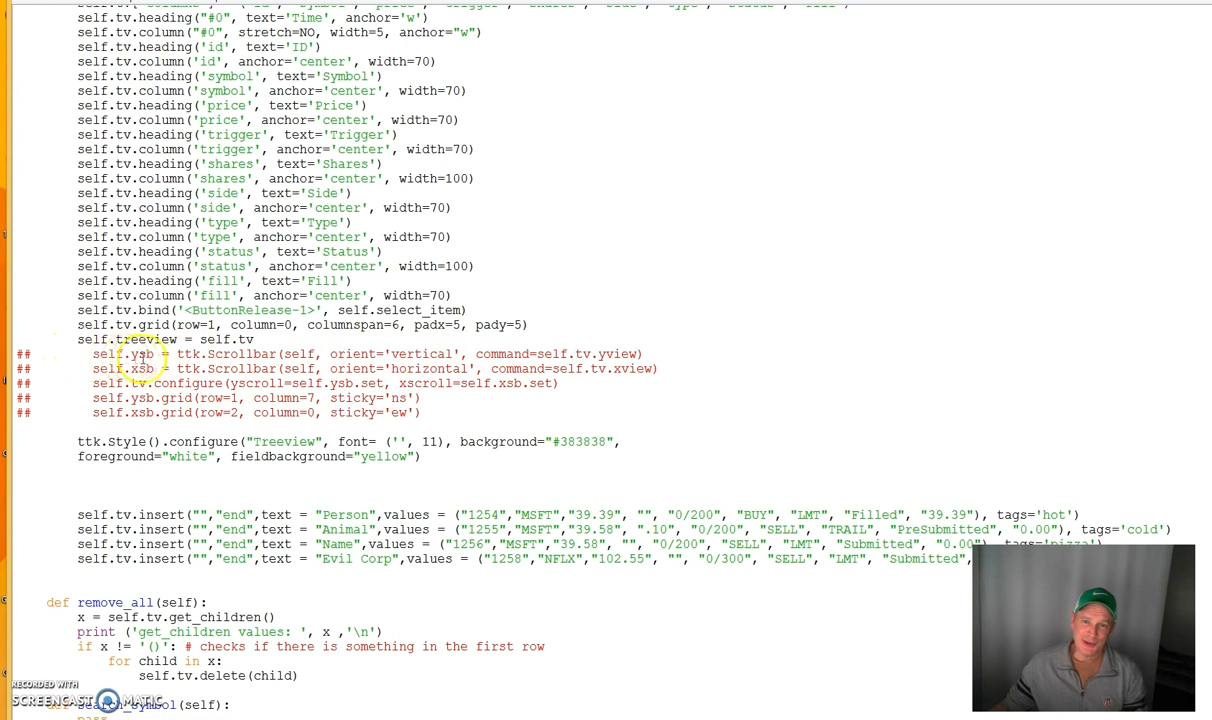 self.tv.heading("#0", text='Time', anchor='w')
self.tv.column("#0", stretch=NO, width=5, anchor="w")
self.tv.heading('id', text='ID')
self.tv.column('id', anchor='center', width=70)
self.tv.heading('symbol', text='Symbol')
self.tv.column('symbol', anchor='center', width=70)
self.tv.heading('price', text='Price')
self.tv.column('price', anchor='center', width=70)
self.tv.heading('trigger', text='Trigger')
self.tv.column('trigger', anchor='center', width=70)
self.tv.heading('shares', text='Shares')
self.tv.column('shares', anchor='center', width=100)
self.tv.heading('side', text='Side')
self.tv.column('side', anchor='center', width=70)
self.tv.heading('type', text='Type')
self.tv.column('type', anchor='center', width=70)
self.tv.heading('status', text='Status')
self.tv.column('status', anchor='center', width=100)
self.tv.heading('fill', text='Fill')
self.tv.column('fill', anchor='center', width=70)
self.tv.bind('<ButtonRelease-1>', self.select_item)
self.tv.grid(row=1, column=0, columnspan=6, padx=5, pady=5)
self.treeview = self.tv
## self.ysb = ttk.Scrollbar(self, orient='vertical', command=self.tv.yview)
## self.xsb = ttk.Scrollbar(self, orient='horizontal', command=self.tv.xview)
## self.tv.configure(yscroll=self.ysb.set, xscroll=self.xsb.set)
## self.ysb.grid(row=1, column=7, sticky='ns')
## self.xsb.grid(row=2, column=0, sticky='ew')
ttk.Style().configure("Treeview", font= ('', 11), background="#383838",
foreground="white", fieldbackground="yellow")
self.tv.insert("","end",text = "Person",values = ("1254","MSFT","39.39", "", "0/200", "BUY", "LMT", "Filled", "39.39"), tags='hot')
self.tv.insert("","end",text = "Animal",values = ("1255","MSFT","39.58", ".10", "0/200", "SELL", "TRAIL", "PreSubmitted", "0.00"), tags='cold')
self.tv.insert("","end",text = "Name",values = ("1256","MSFT","39.58", "", "0/200", "SELL", "LMT", "Submitted", "0.00"), tags='pizza')
self.tv.insert("","end",text = "Evil Corp",values = ("1258","NFLX","102.55", "", "0/300", "SELL", "LMT", "Submitted",
def remove_all(self):
x = self.tv.get_children()
print ('get_children values: ', x ,'\n')
if x != '()': # checks if there is something in the first row
for child in x:
self.tv.delete(child)
RECORDED WITH
SCREENCAST MATIC
def search_symbol(self):
pass